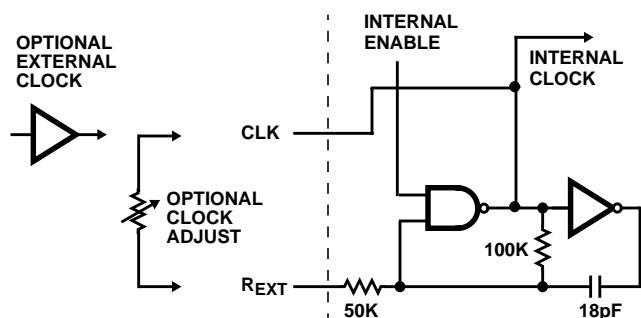 OPTIONAL
EXTERNAL
CLOCK
INTERNAL
ENABLE
INTERNAL
CLOCK
CLK
OPTIONAL
CLOCK
ADJUST
100K
REXT
50K
18pF